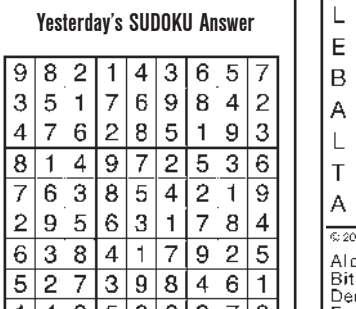 Yesterday's SUDOKU Answer
9 8 2 1 4 3 6 5 7
3 5 1 7 6 9 8 4 2
4 7 6 2 8 5 1 9 3
8 1 4 9 7 2 5 3 6
7 6 3 8 5 4 2 1 9
2 9 5 6 3 1 7 8 4
6 3 8 4 1 7 9 2 5
5 2 7 3 9 8 4 6 1
L
E
B
A
L
T
A
© 20
Bit